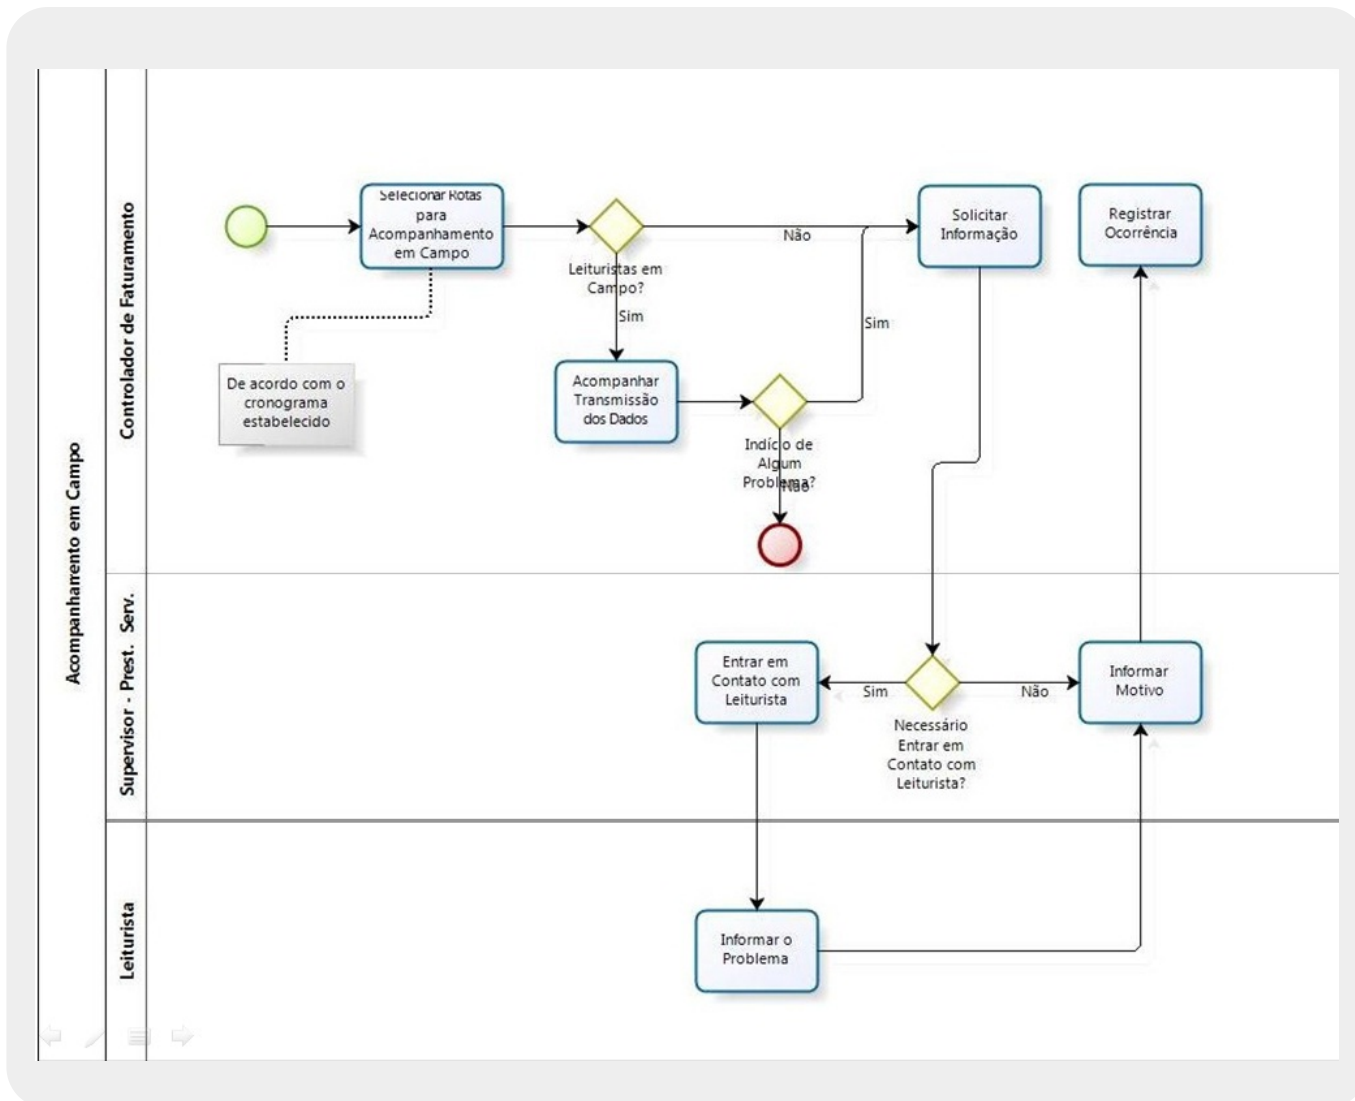 Acompanhamento em Campo
Controlador de Faturamento
Selecionar Rotas
para
Acompanhamento
em Campo
De acordo com o
cronograma
estabelecido
Leituristas em
Campo?
Não
Sim
Acompanhar
Transmissão
dos Dados
Indício de
Algum
Problema?
Não
Sim
Solicitar
Informação
Registrar
Ocorrência
Supervisor - Prest. Serv.
Entrar em
Contato com
Leiturista
Sim
Necessário
Entrar em
Contato com
Leiturista?
Não
Informar
Motivo
Leiturista
Informar o
Problema